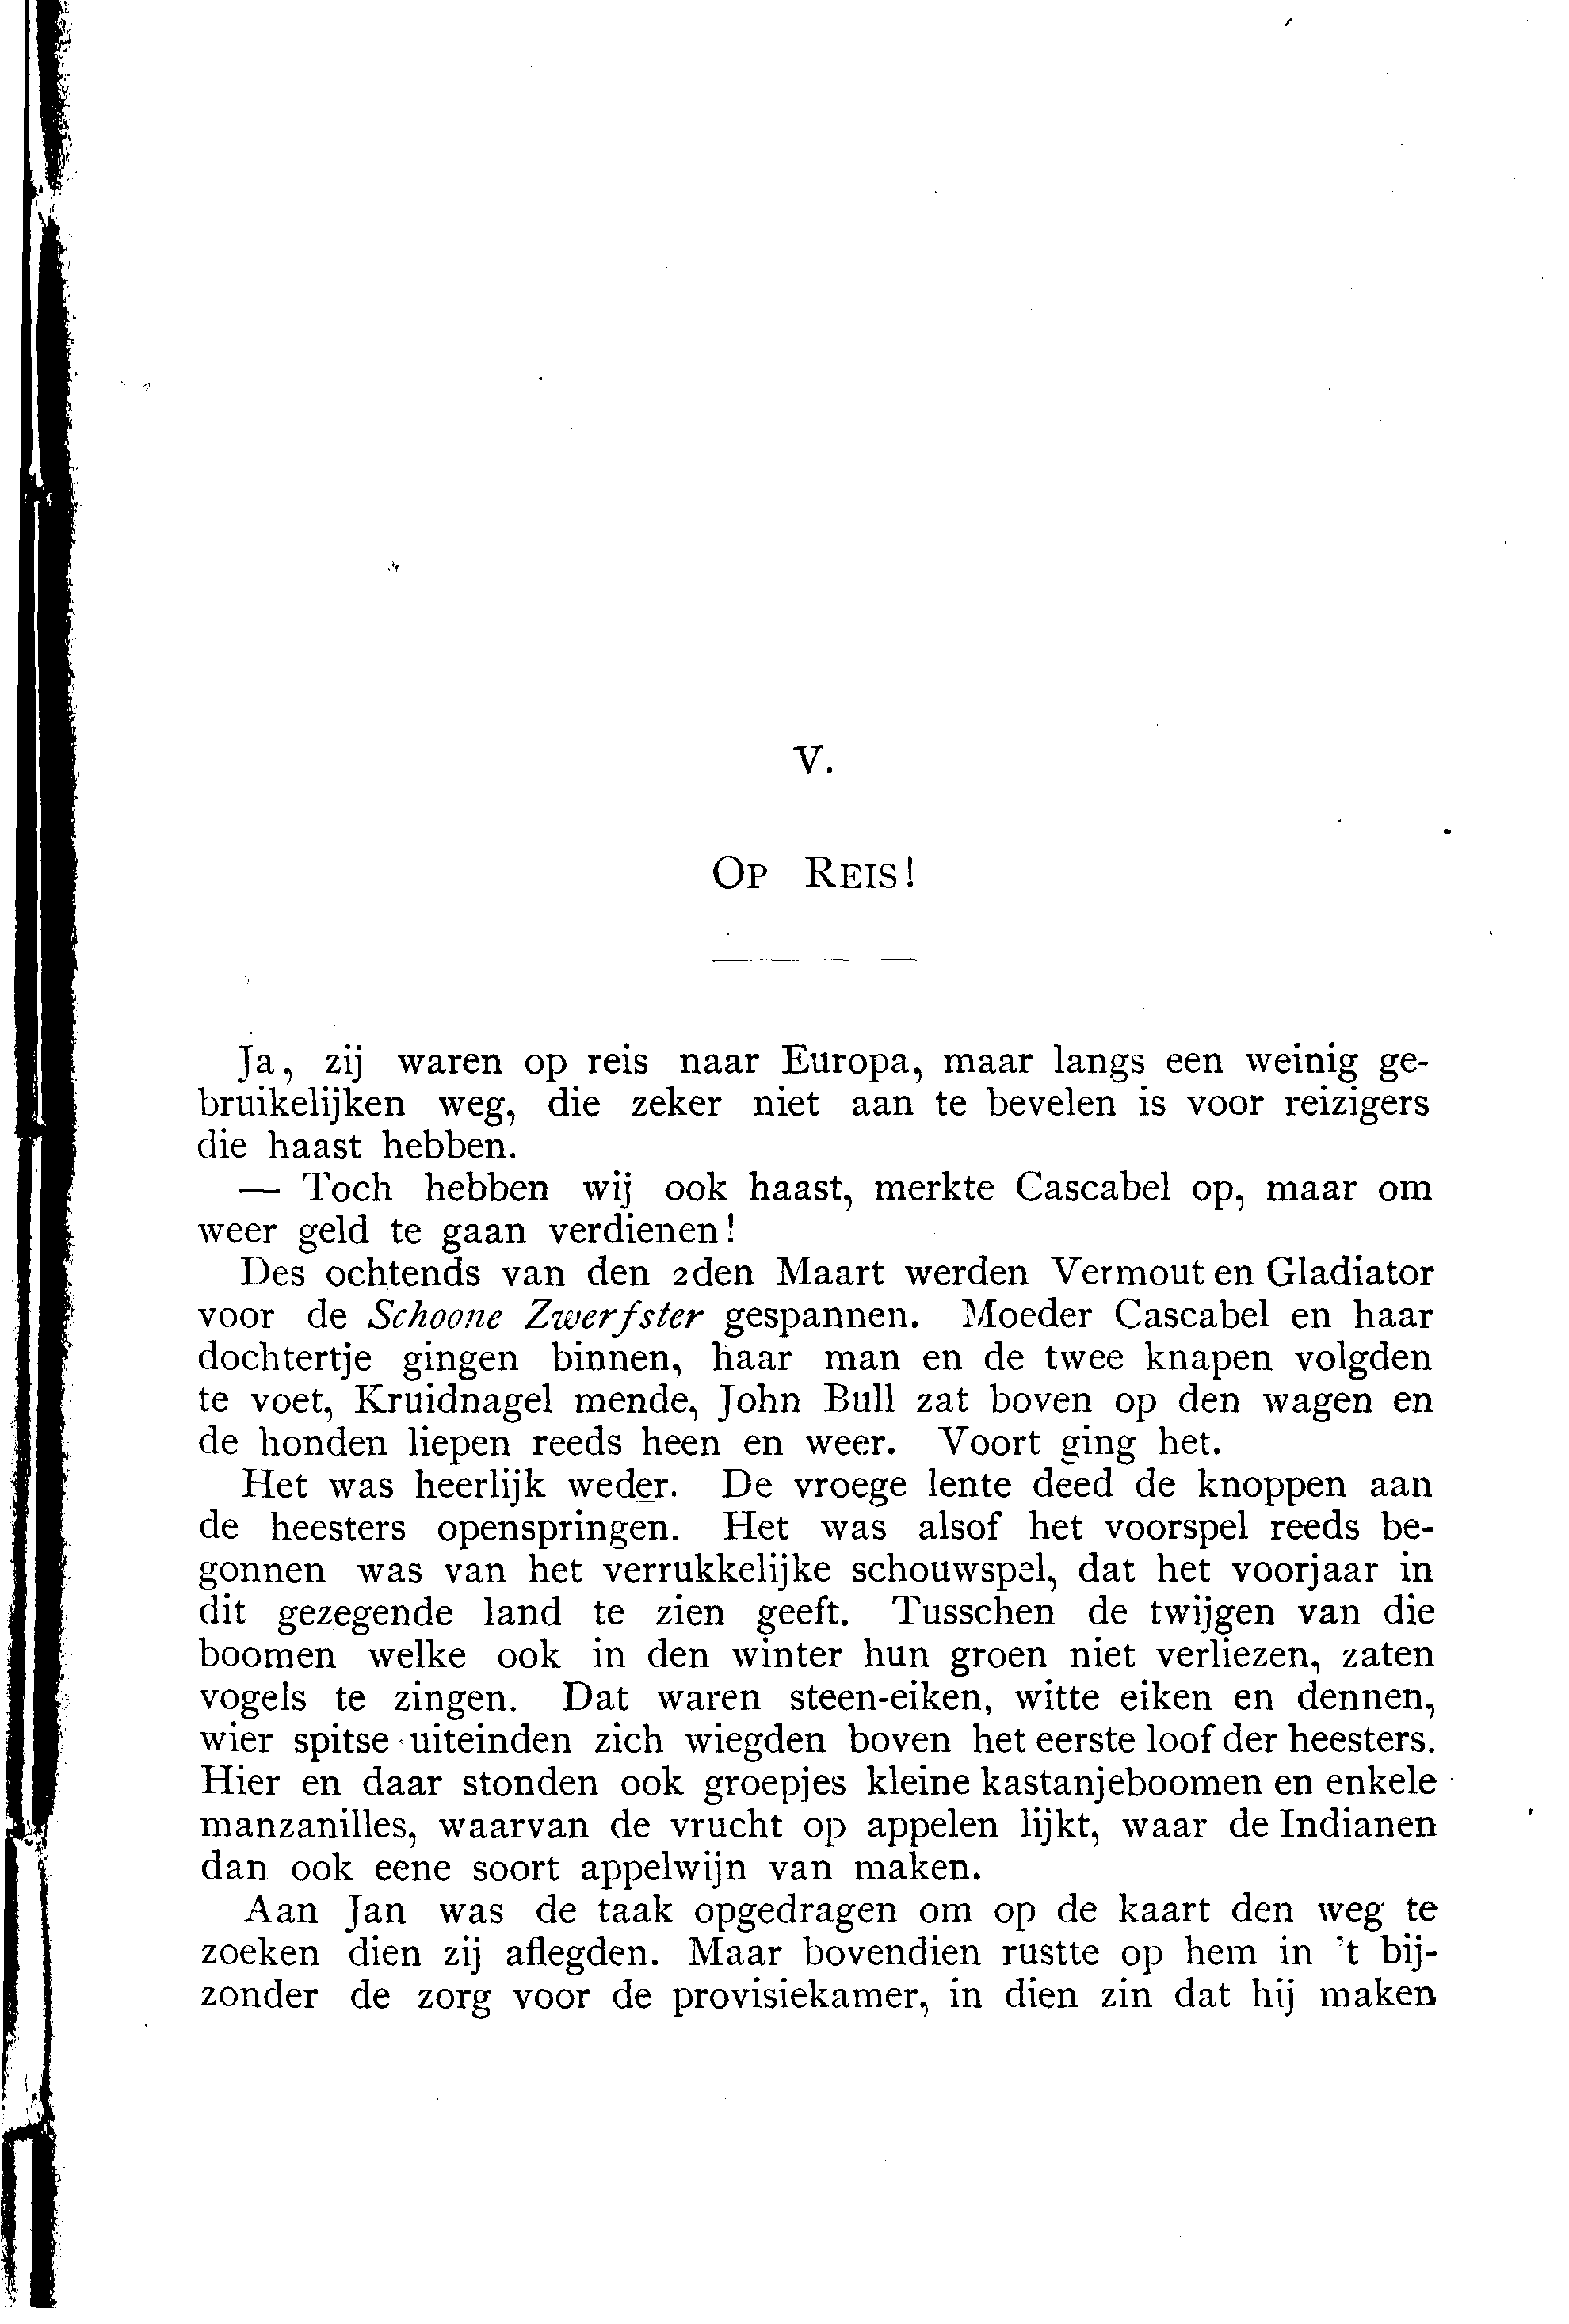 V.
Op Reis!
Ja, zij waren op reis naar Europa, maar langs een weinig ge-
bruikelijken weg, die zeker niet aan te bevelen is voor reizigers
die haast hebben.
— Toch hebben wij ook haast, merkte Cascabel op, maar om
weer geld te gaan verdienen!
Des ochtends van den 2den Maart werden Vermout en Gladiator
voor de Schoone Zwerfster gespannen. Moeder Cascabel en haar
dochtertje gingen binnen, haar man en de twee knapen volgden
te voet, Kruidnagel mende, John Bull zat boven op den wagen en
de honden liepen reeds heen en weer. Voort ging het.
Het was heerlijk weder. De vroege lente deed de knoppen aan
de heesters openspringen. Het was alsof het voorspel reeds be-
gonnen was van het verrukkelijke schouwspel, dat het voorjaar in
dit gezegende land te zien geeft. Tusschen de twijgen van die
boomen welke ook in den winter hun groen niet verliezen, zaten
vogels te zingen. Dat waren steen-eiken, witte eiken en dennen,
wier spitse uiteinden zich wiegden boven het eerste loof der heesters.
Hier en daar stonden ook groepjes kleine kastanjeboomen en enkele
manzanilles, waarvan de vrucht op appelen lijkt, waar de Indianen
dan ook eene soort appelwijn van maken.
Aan Jan was de taak opgedragen om op de kaart den weg te
zoeken dien zij aflegden. Maar bovendien rustte op hem in 't bij-
zonder de zorg voor de provisiekamer, in dien zin dat hij maken